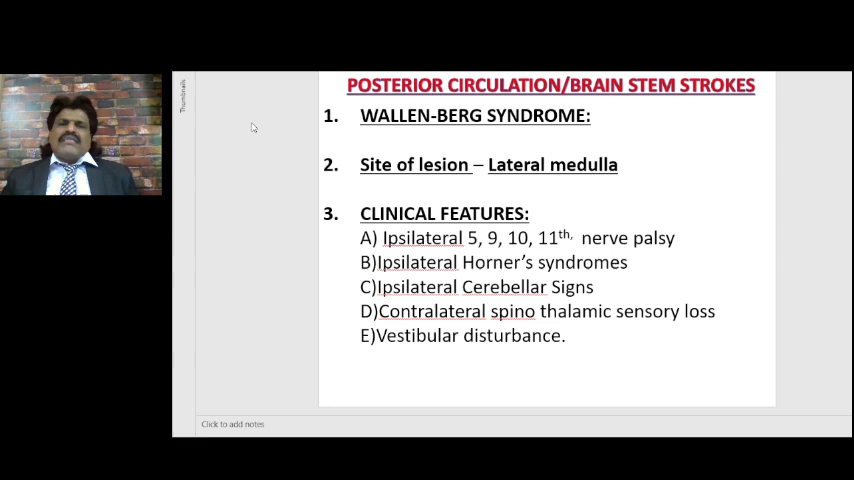 Thumbnails
POSTERIOR CIRCULATION/BRAIN STEM STROKES
1. WALLEN-BERG SYNDROME:
2. Site of lesion – Lateral medulla
3. CLINICAL FEATURES:
A) Ipsilateral 5, 9, 10, 11th, nerve palsy
B)Ipsilateral Horner’s syndromes
C)Ipsilateral Cerebellar Signs
D)Contralateral spino thalamic sensory loss
E)Vestibular disturbance.
Click to add notes